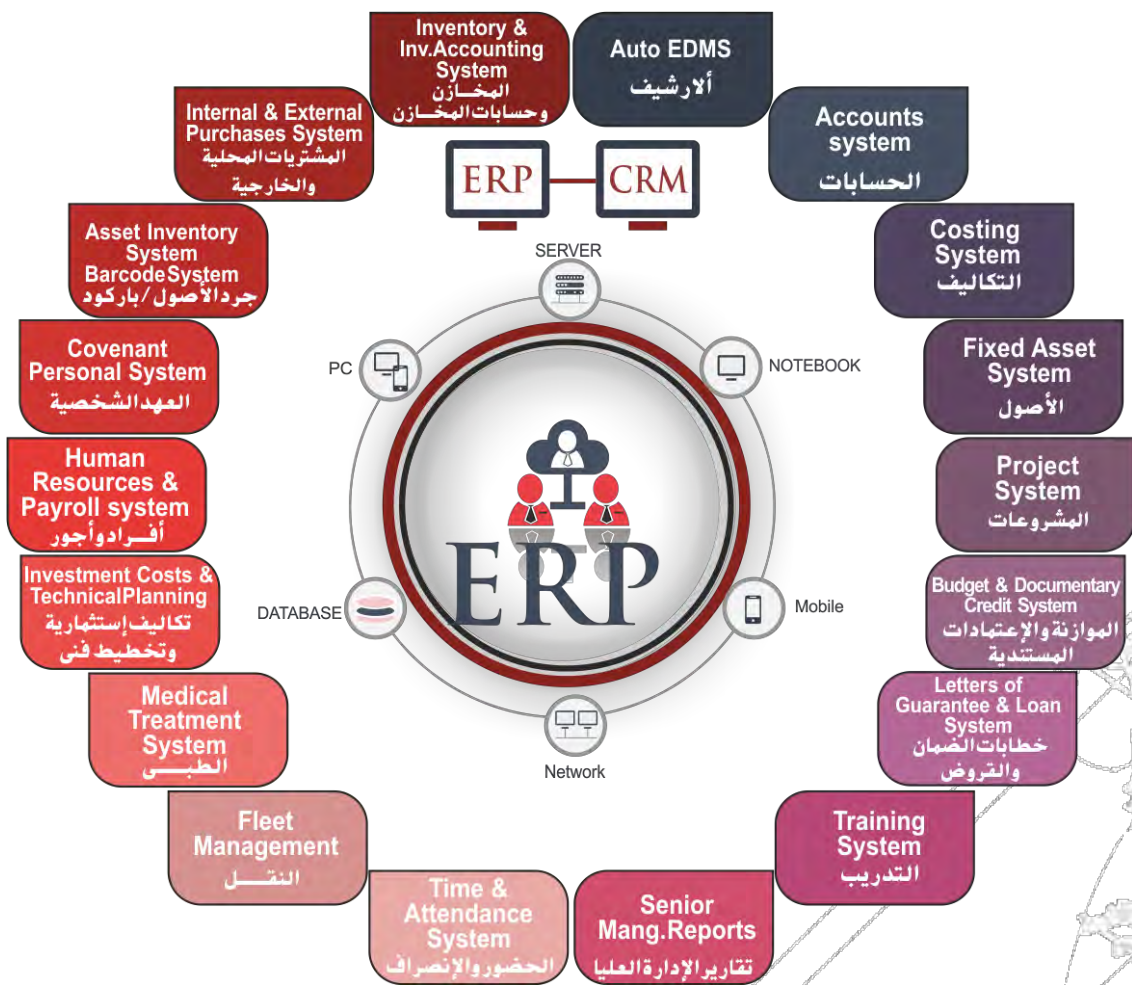 Inventory &
Inv.Accounting
System
المخازن
وحسابات المخازن
Auto EDMS
ألارشيف
Accounts
system
الحسابات
Costing
System
التكاليف
Fixed Asset
System
الأصول
Project
System
المشروعات
Budget & Documentary
Credit System
الموازنة والإعتمادات
المستندية
Letters of
Guarantee & Loan
System
خطابات الضمان
والقروض
Training
System
التدريب
Senior
Mang.Reports
تقارير الإدارة العليا
Time &
Attendance
System
الحضور والإنصراف
Fleet
Management
النقل
Medical
Treatment
System
الطبى
Investment Costs &
Technical Planning
تكاليف إستثمارية
وتخطيط فنى
Human
Resources &
Payroll system
أفراد وأجور
Covenant
Personal System
العهد الشخصية
Asset Inventory
System
Barcode System
جرد الأصول / باركود
Internal & External
Purchases System
المشتريات المحلية
والخارجية
ERP
CRM
SERVER
NOTEBOOK
Mobile
Network
DATABASE
PC
ERP